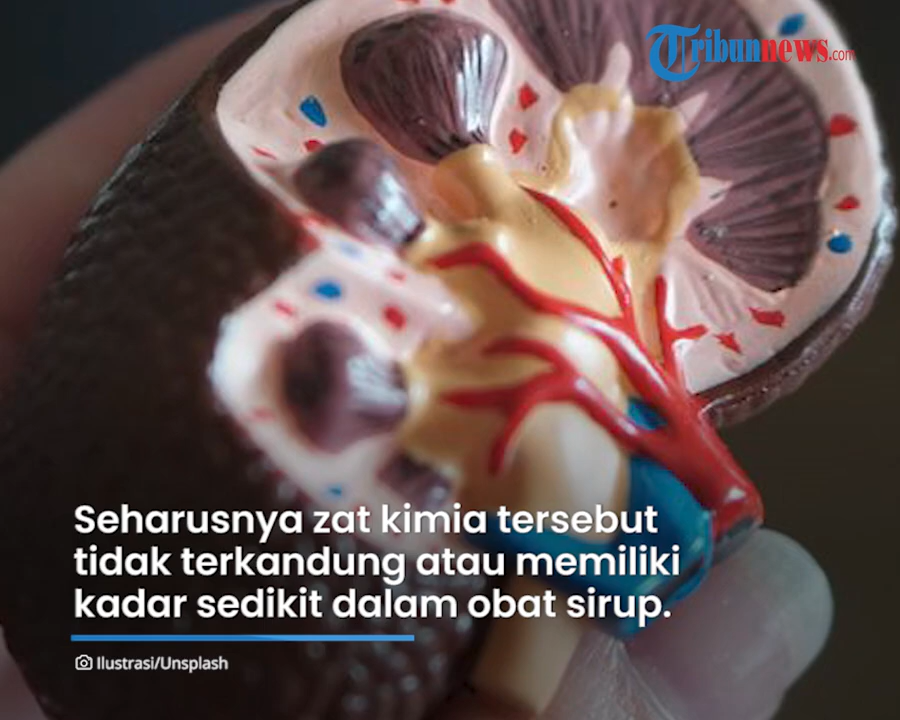 Tribunnews.com
Seharusnya zat kimia tersebut
tidak terkandung atau memiliki
kadar sedikit dalam obat sirup.
Ilustrasi/Unsplash